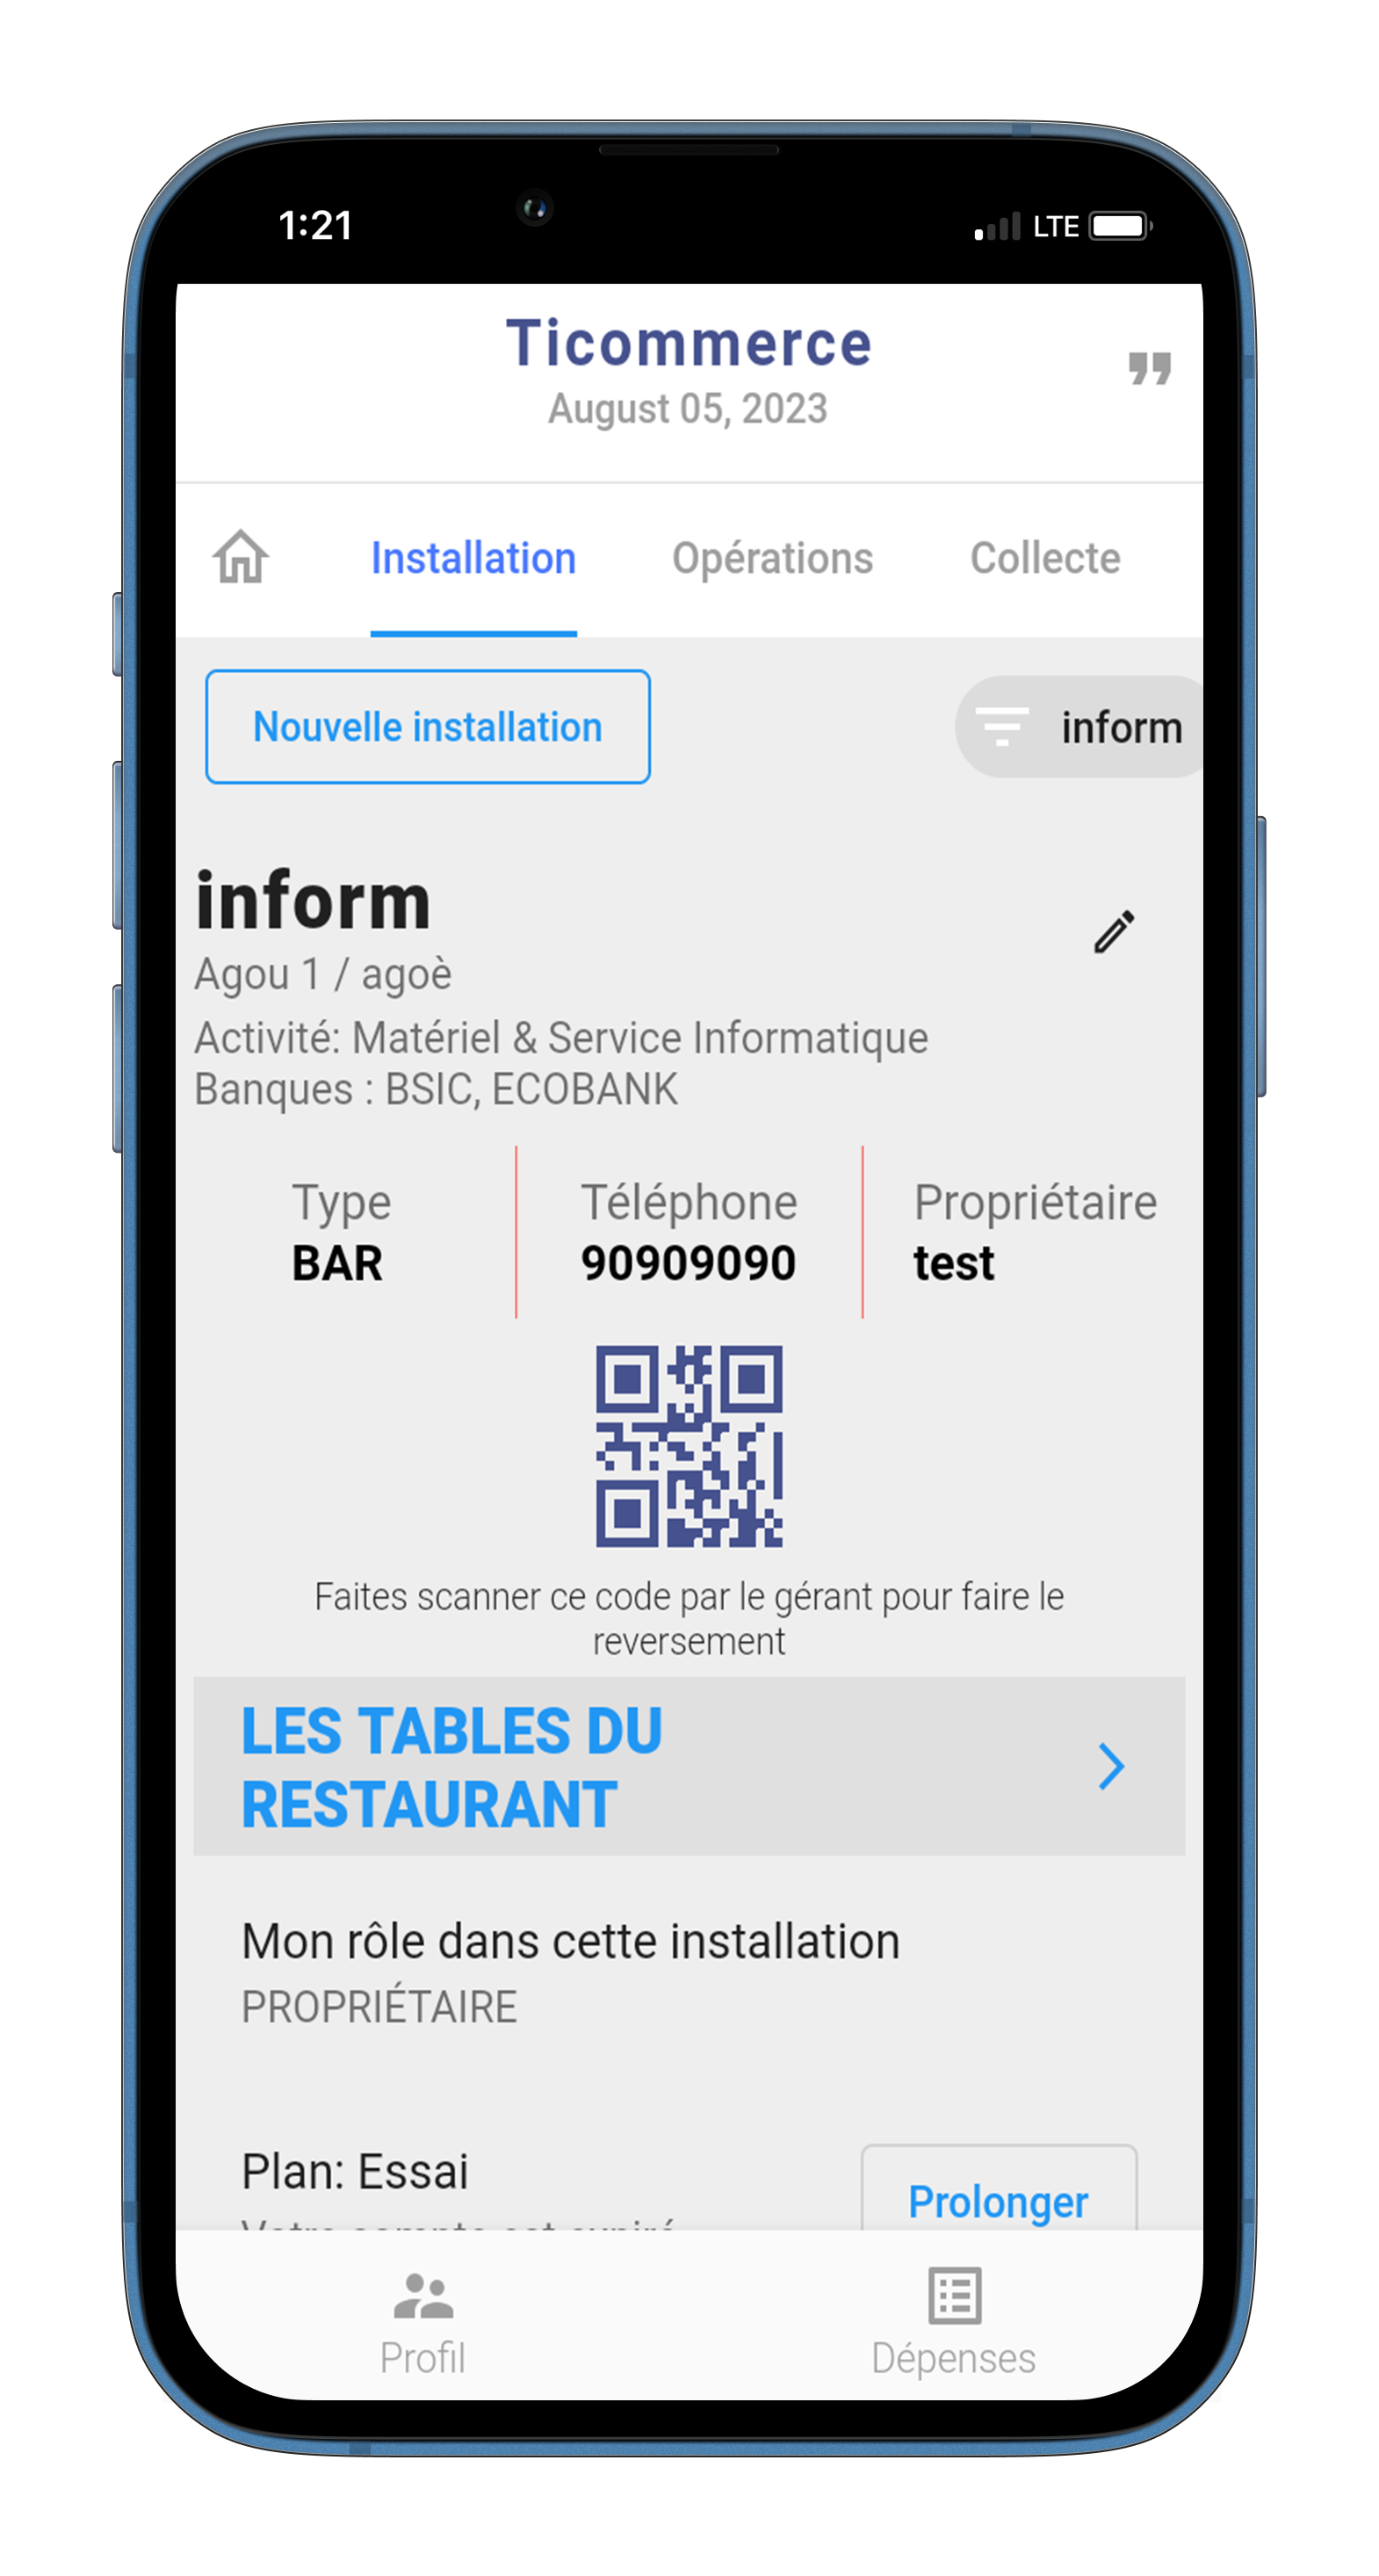 1:21
LTE
Ticommerce
August 05, 2023
Installation
Opérations
Collecte
Nouvelle installation
inform
inform
Agou 1 / agoè
Activité: Matériel & Service Informatique
Banques : BSIC, ECOBANK
Type
BAR
Téléphone
90909090
Propriétaire
test
Faites scanner ce code par le gérant pour faire le
reversement
LES TABLES DU
RESTAURANT
Mon rôle dans cette installation
PROPRIÉTAIRE
Plan: Essai
Prolonger
Profil
Dépenses